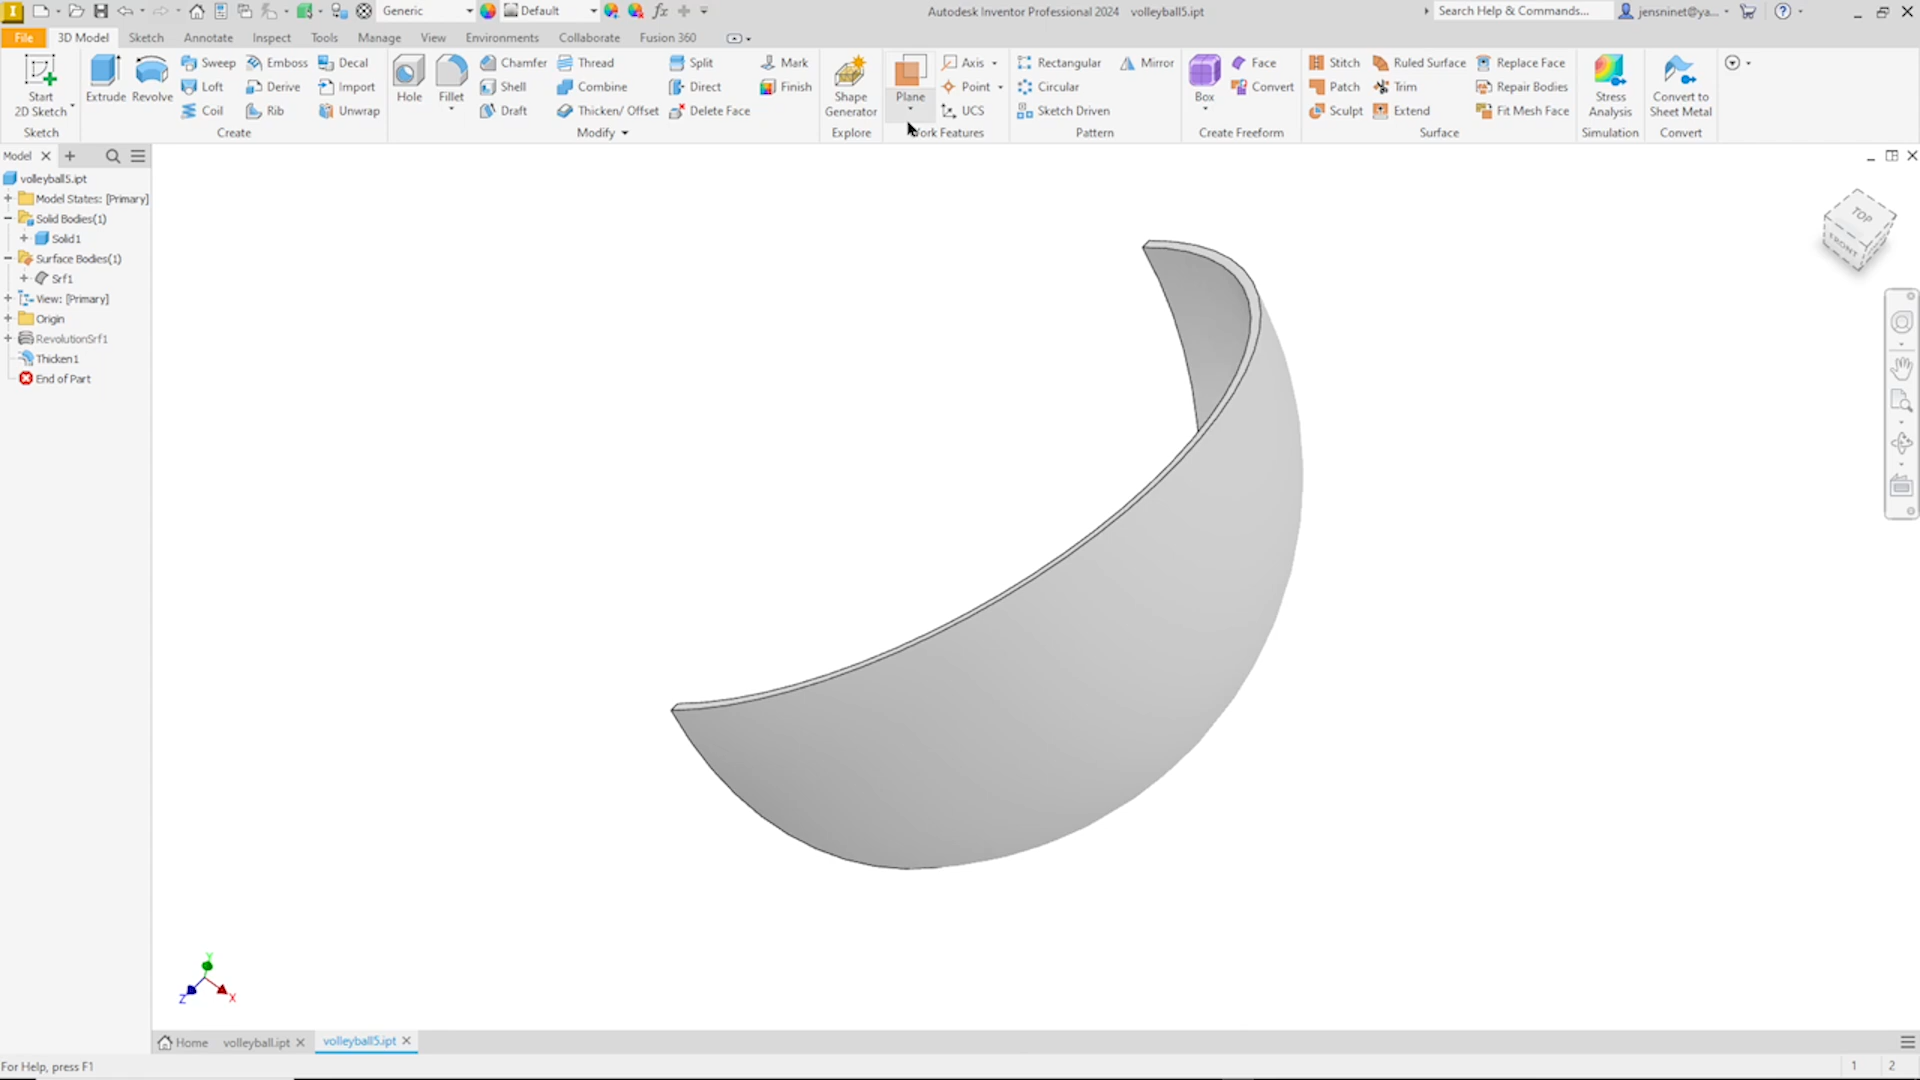 Generic
Default
fx
Autodesk Inventor Professional 2024 volleyball5.ipt
Search Help & Commands...
jensninet@ya...
File 3D Model Sketch Annotate Inspect Tools Manage View Environments Collaborate Fusion 360
Start
2D Sketch
Sketch
Extrude
Revolve
Sweep
Loft
Coil
Emboss
Derive
Rib
Decal
Import
Unwrap
Create
Hole
Fillet
Chamfer
Shell
Draft
Thread
Combine
Thicken/ Offset
Split
Direct
Delete Face
Mark
Finish
Modify
Shape
Generator
Explore
Plane
Axis
Point
UCS
ork Features
Rectangular
Circular
Sketch Driven
Mirror
Pattern
Box
Face
Convert
Create Freeform
Stitch
Patch
Sculpt
Ruled Surface
Trim
Extend
Replace Face
Repair Bodies
Fit Mesh Face
Surface
Stress
Analysis
Simulation
Convert to
Sheet Metal
Convert
Model
volleyball5.ipt
Model States: [Primary]
Solid Bodies(1)
Solid1
Surface Bodies(1)
Srf1
View: [Primary]
Origin
RevolutionSrf1
Thicken1
End of Part
TOP
FRONT
Y
Z
X
Home volleyball.ipt volleyball5.ipt
For Help, press F1
1 2